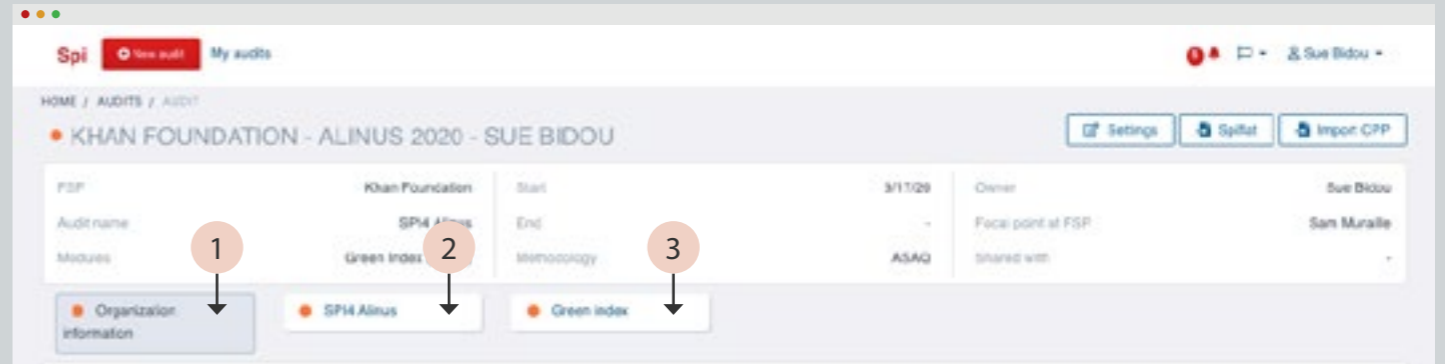 Spi New audit My audits 5 Sue Bidou
HOME / AUDITS / AUDIT
KHAN FOUNDATION - ALINUS 2020 - SUE BIDOU Settings Spiflat Import CPP
FSP Khan Foundation Start 3/17/20 Owner Sue Bidou
Audit name SPI4 Alinus End - Focal point at FSP Sam Muraille
Modules Green Index Methodology ASAQ Shared with -
1 2 3
Organization information
SPI4 Alinus
Green index